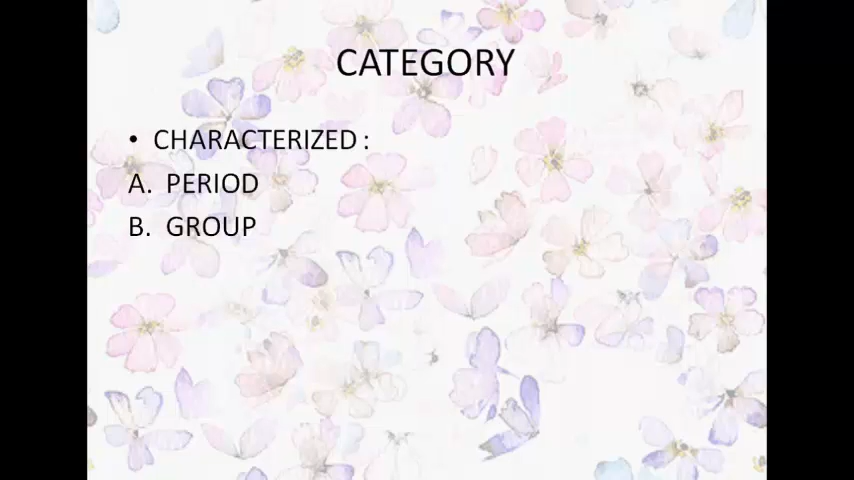 CATEGORY
• CHARACTERIZED :
A. PERIOD
B. GROUP